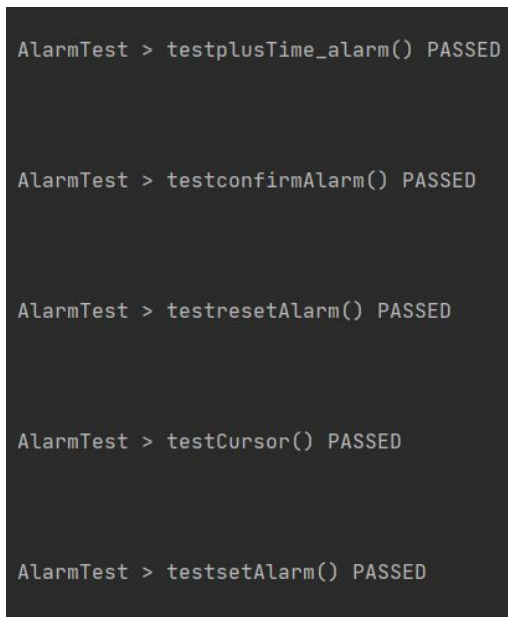 AlarmTest > testplusTime_alarm() PASSED
AlarmTest > testconfirmAlarm() PASSED
AlarmTest > testresetAlarm() PASSED
AlarmTest > testCursor() PASSED
AlarmTest > testsetAlarm() PASSED